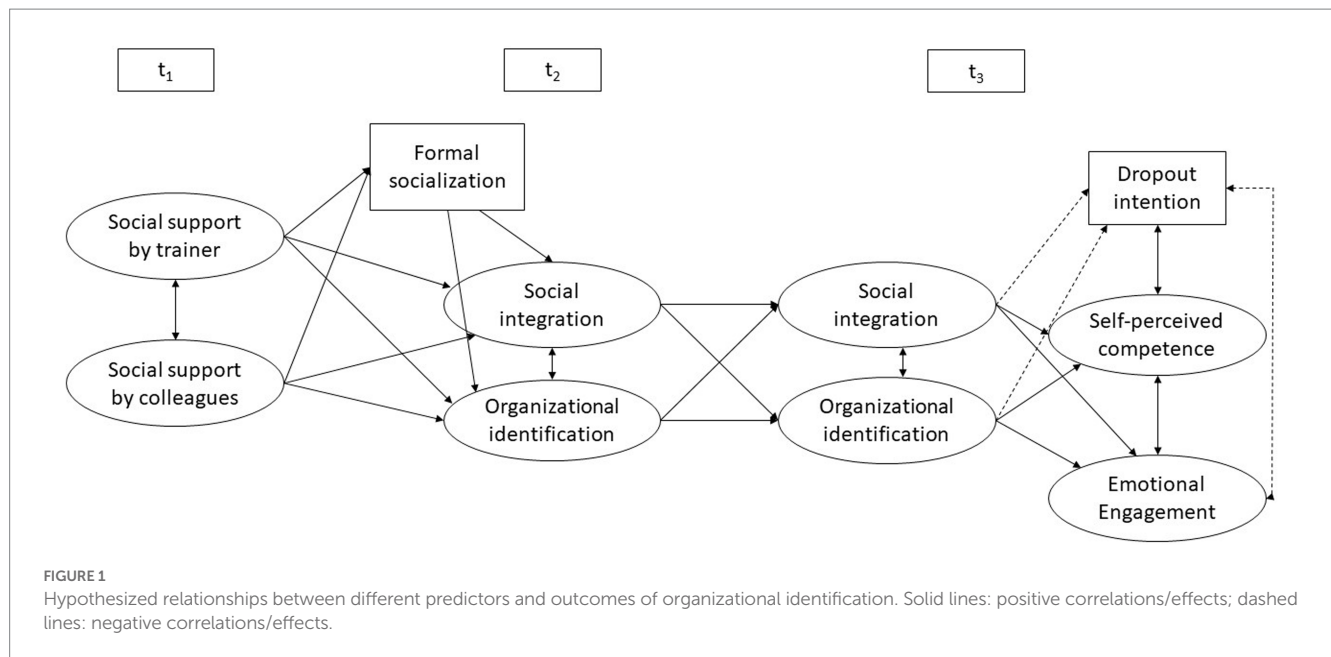 t₁
t₂
t₃
Formal
socialization
Dropout
intention
Social support
by trainer
Social
integration
Social
integration
Self-perceived
competence
Social support
by colleagues
Organizational
identification
Organizational
identification
Emotional
Engagement
FIGURE 1
Hypothesized relationships between different predictors and outcomes of organizational identification. Solid lines: positive correlations/effects; dashed
lines: negative correlations/effects.